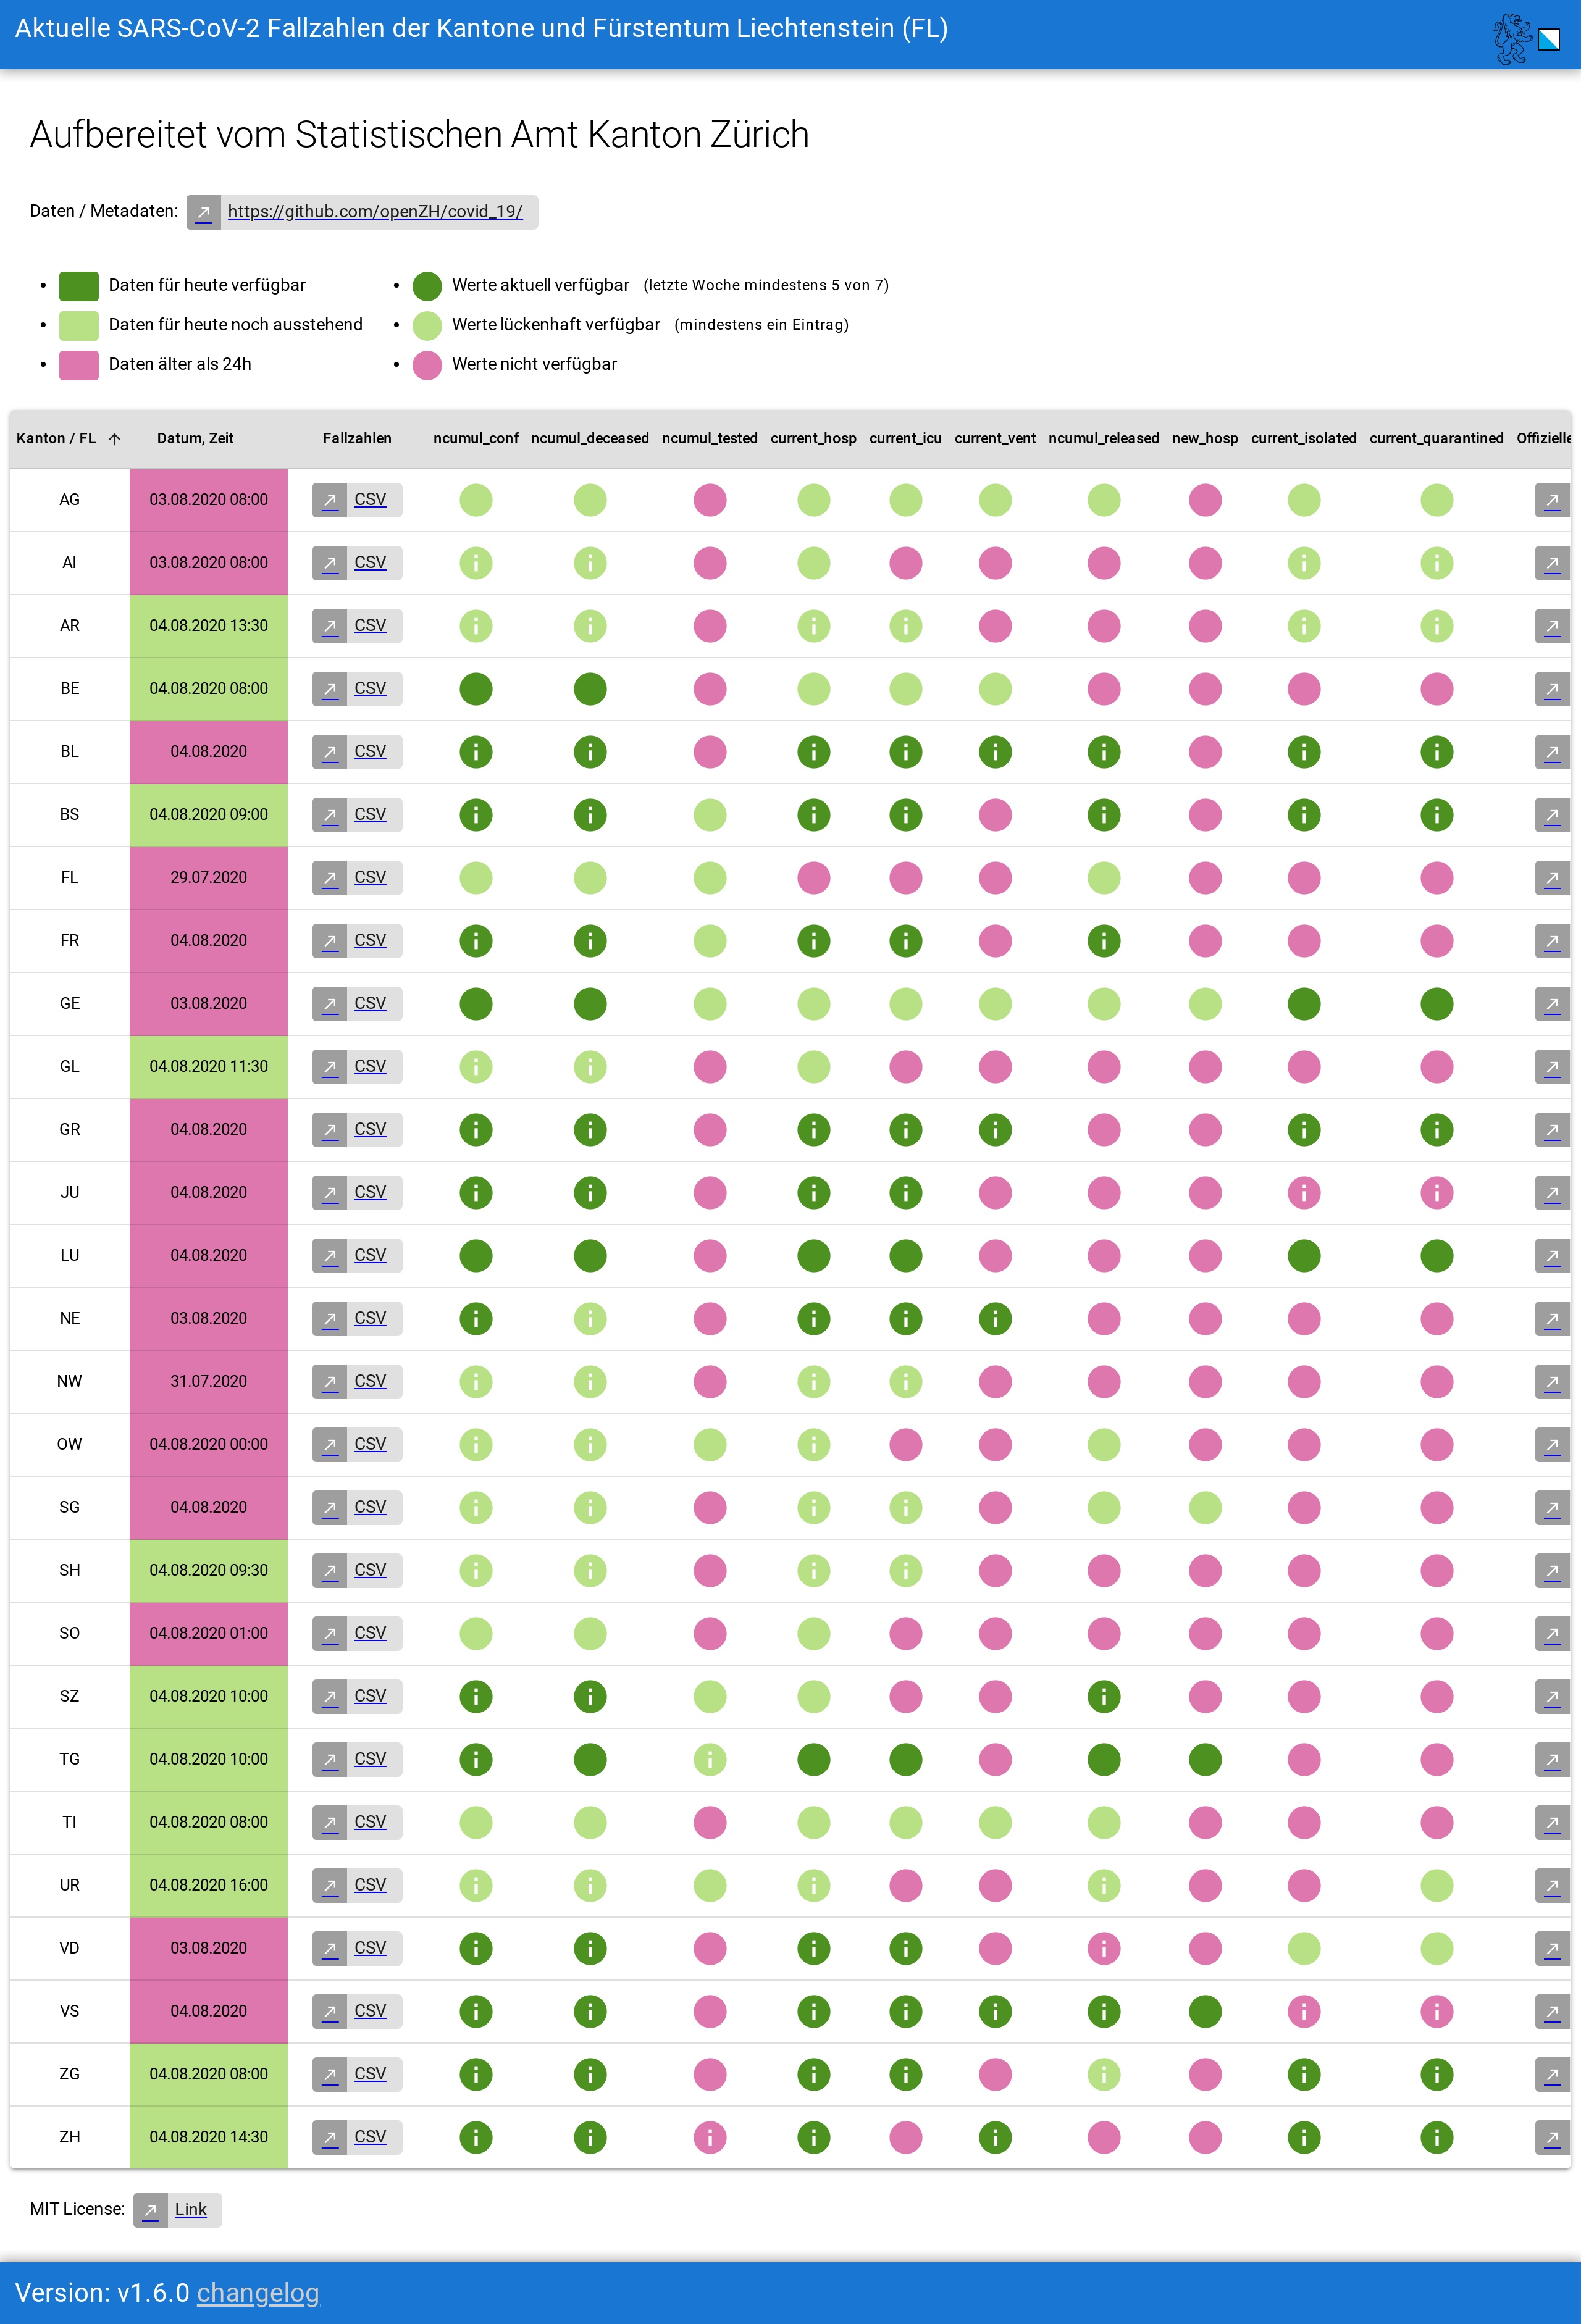 Aktuelle SARS-CoV-2 Fallzahlen der Kantone und Fürstentum Liechtenstein (FL)
Aufbereitet vom Statistischen Amt Kanton Zürich
Daten / Metadaten: https://github.com/openZH/covid_19/
Daten für heute verfügbar
Daten für heute noch ausstehend
Daten älter als 24h
Werte aktuell verfügbar (letzte Woche mindestens 5 von 7)
Werte lückenhaft verfügbar (mindestens ein Eintrag)
Werte nicht verfügbar
Kanton / FL Datum, Zeit Fallzahlen ncumul_conf ncumul_deceased ncumul_tested current_hosp current_icu current_vent ncumul_released new_hosp current_isolated current_quarantined Offizielle
AG 03.08.2020 08:00 CSV
AI 03.08.2020 08:00 CSV
AR 04.08.2020 13:30 CSV
BE 04.08.2020 08:00 CSV
BL 04.08.2020 CSV
BS 04.08.2020 09:00 CSV
FL 29.07.2020 CSV
FR 04.08.2020 CSV
GE 03.08.2020 CSV
GL 04.08.2020 11:30 CSV
GR 04.08.2020 CSV
JU 04.08.2020 CSV
LU 04.08.2020 CSV
NE 03.08.2020 CSV
NW 31.07.2020 CSV
OW 04.08.2020 00:00 CSV
SG 04.08.2020 CSV
SH 04.08.2020 09:30 CSV
SO 04.08.2020 01:00 CSV
SZ 04.08.2020 10:00 CSV
TG 04.08.2020 10:00 CSV
TI 04.08.2020 08:00 CSV
UR 04.08.2020 16:00 CSV
VD 03.08.2020 CSV
VS 04.08.2020 CSV
ZG 04.08.2020 08:00 CSV
ZH 04.08.2020 14:30 CSV
MIT License: Link
Version: v1.6.0 changelog